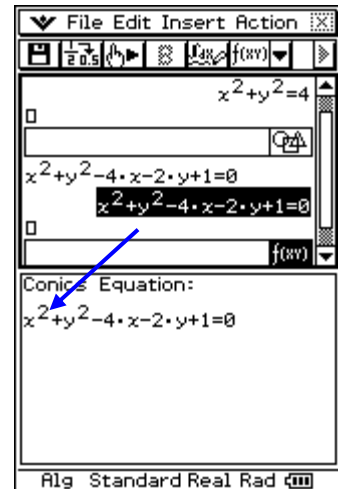 File Edit Insert Action
f(xy)
x²+y²=4
x²+y²-4·x-2·y+1=0
x²+y²-4·x-2·y+1=0
f(xy)
Conics Equation:
x²+y²-4·x-2·y+1=0
Alg Standard Real Rad